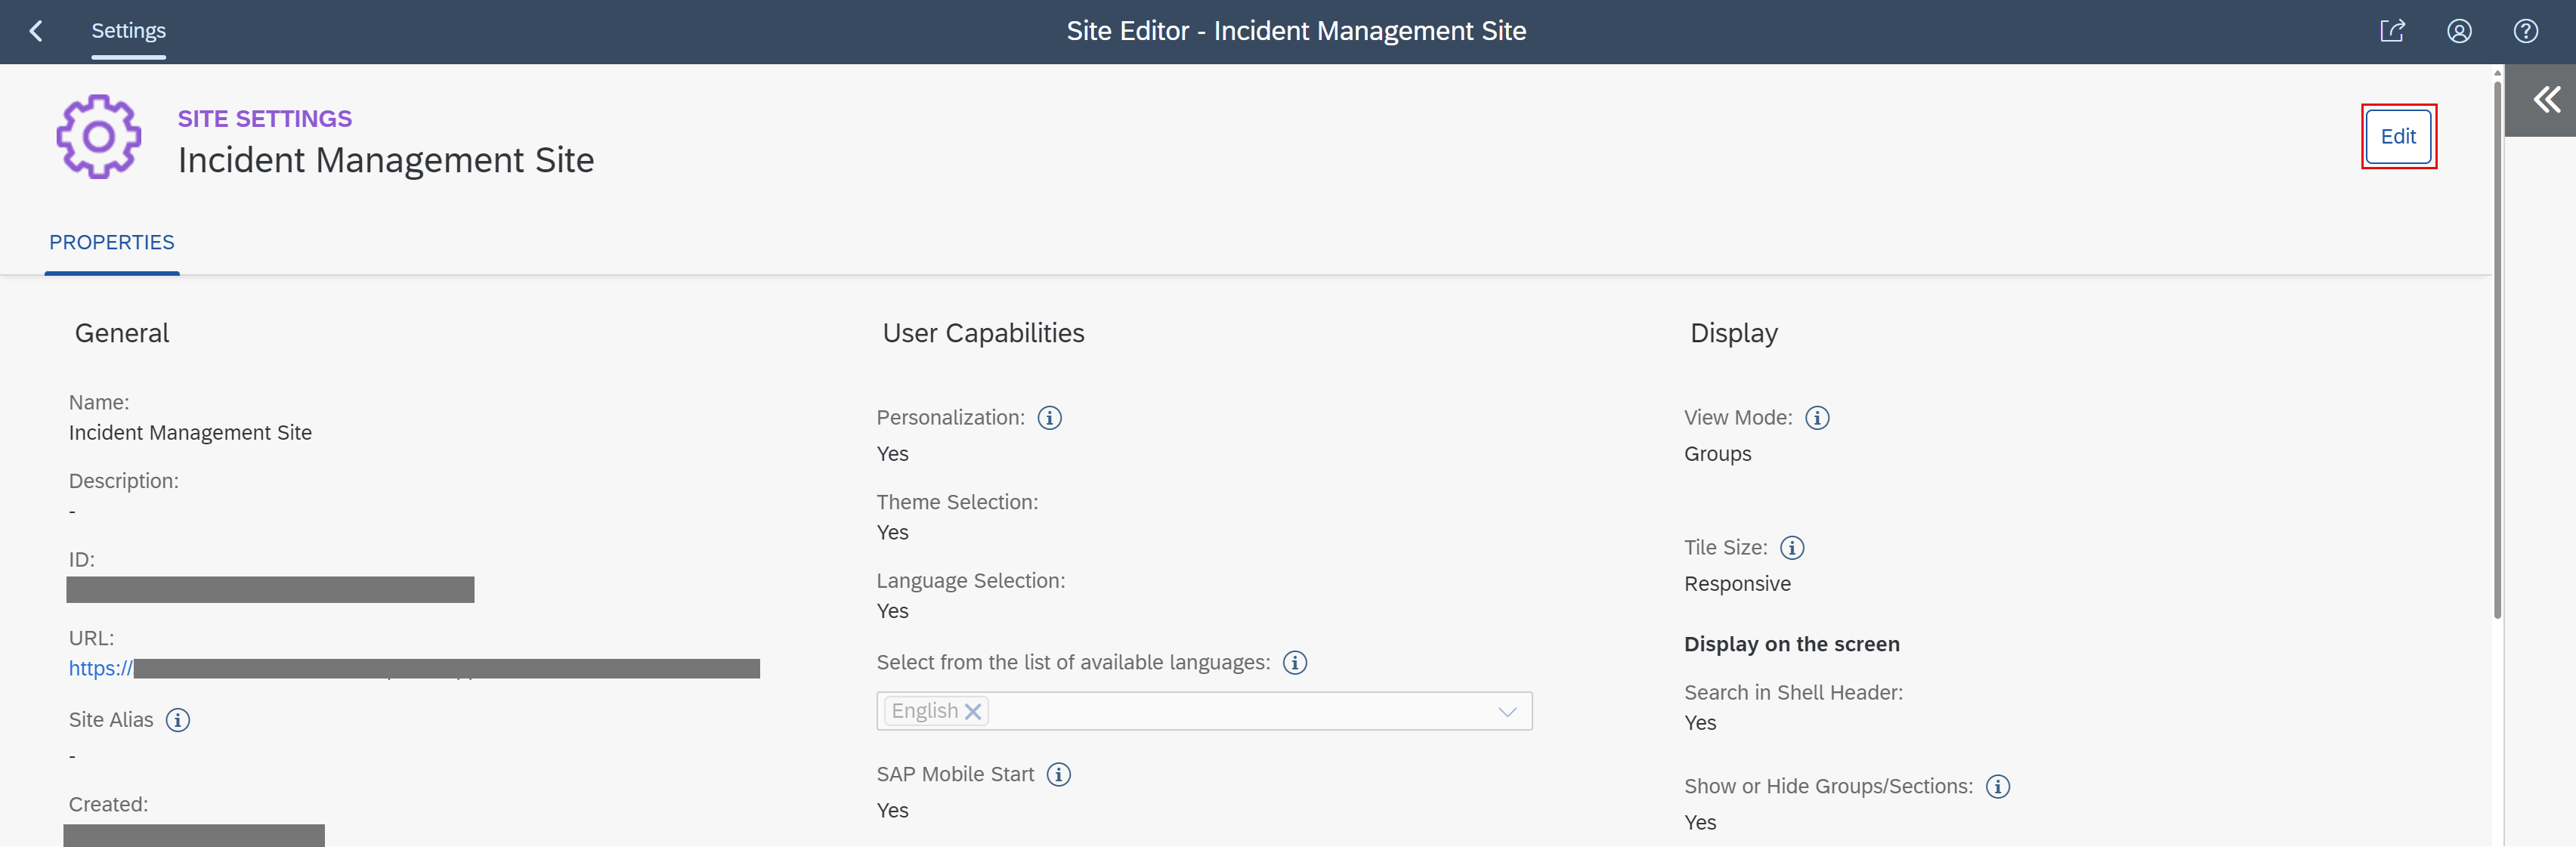 Settings
Site Editor - Incident Management Site
SITE SETTINGS
Incident Management Site
Edit
PROPERTIES
General
Name:
Incident Management Site
Description:
-
ID:
URL:
https://
Site Alias
-
Created:
User Capabilities
Personalization:
Yes
Theme Selection:
Yes
Language Selection:
Yes
Select from the list of available languages:
English
SAP Mobile Start
Yes
Display
View Mode:
Groups
Tile Size:
Responsive
Display on the screen
Search in Shell Header:
Yes
Show or Hide Groups/Sections:
Yes